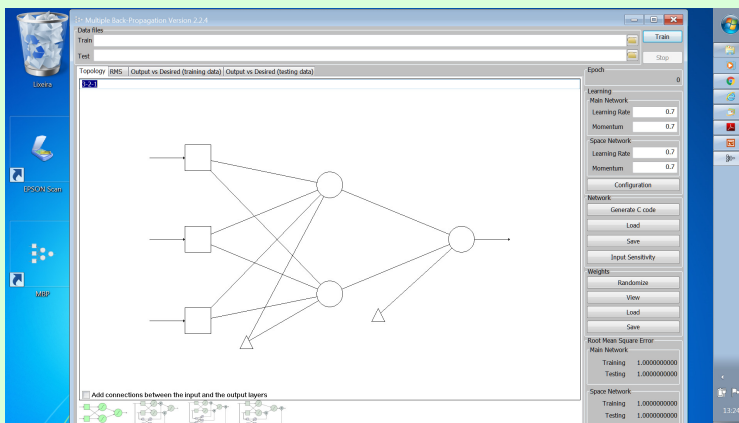 Multiple Back-Propagation Version 2.2.4
Data files
Train
Train
Test
Stop
Topology RMS Output vs Desired (training data) Output vs Desired (testing data)
3-2-1
Epoch
0
Learning
Main Network
Learning Rate 0.7
Momentum 0.7
Space Network
Learning Rate 0.7
Momentum 0.7
Configuration
Network
Generate C code
Load
Save
Input Sensitivity
Weights
Randomize
View
Load
Save
Root Mean Square Error
Main Network
Training 1.0000000000
Testing 1.0000000000
Space Network
Training 1.0000000000
Testing 1.0000000000
Add connections between the input and the output layers
Lixeira
EPSON Scan
MBP
13:24